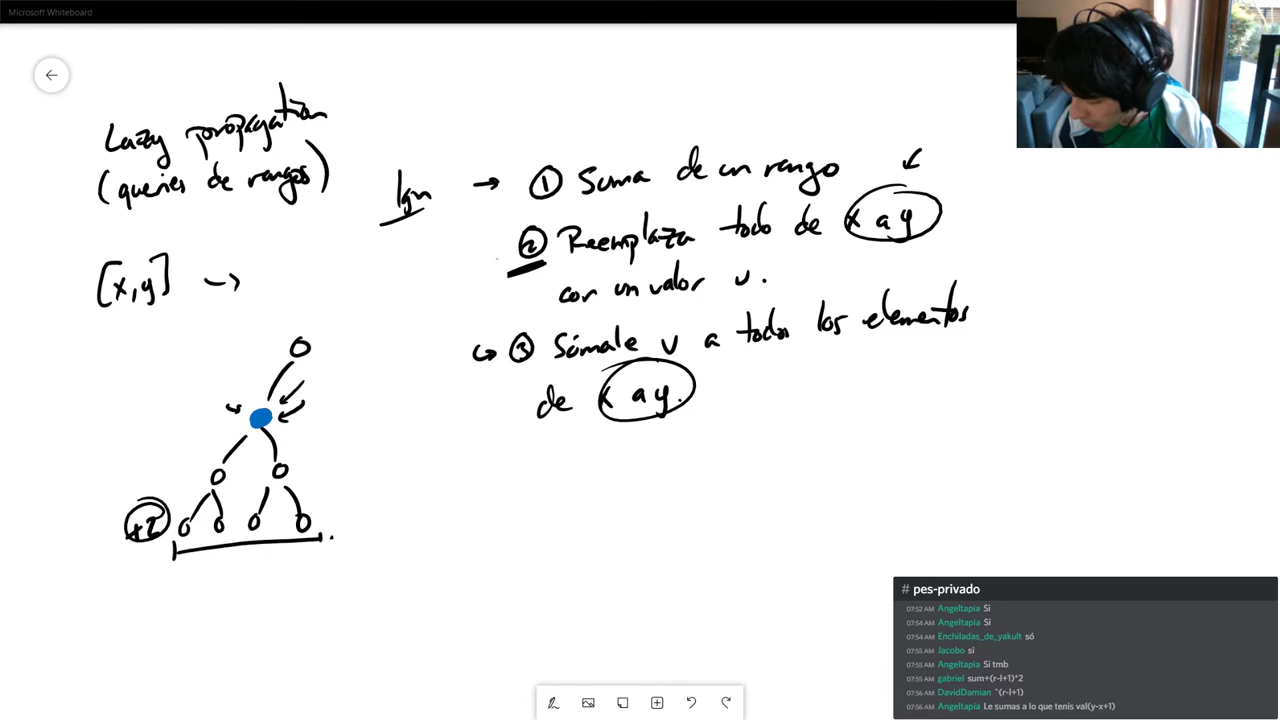 Microsoft Whiteboard
Lazy propagation
(queries de rangos)
lgn → ① Suma de un rango
② Reemplaza todo de x a y
con un valor v.
[x,y] →
③ Súmale v a todos los elementos
de x a y.
+2
# pes-privado
07:52 AM Angeltapia Si
07:54 AM Angeltapia Si
07:54 AM Enchiladas_de_yakult só
07:55 AM Jacobo si
07:55 AM Angeltapia Si tmb
07:55 AM gabriel sum+(r-l+1)*2
07:56 AM DavidDamian ^(r-l+1)
07:56 AM Angeltapia Le sumas a lo que tenis val(y-x+1)